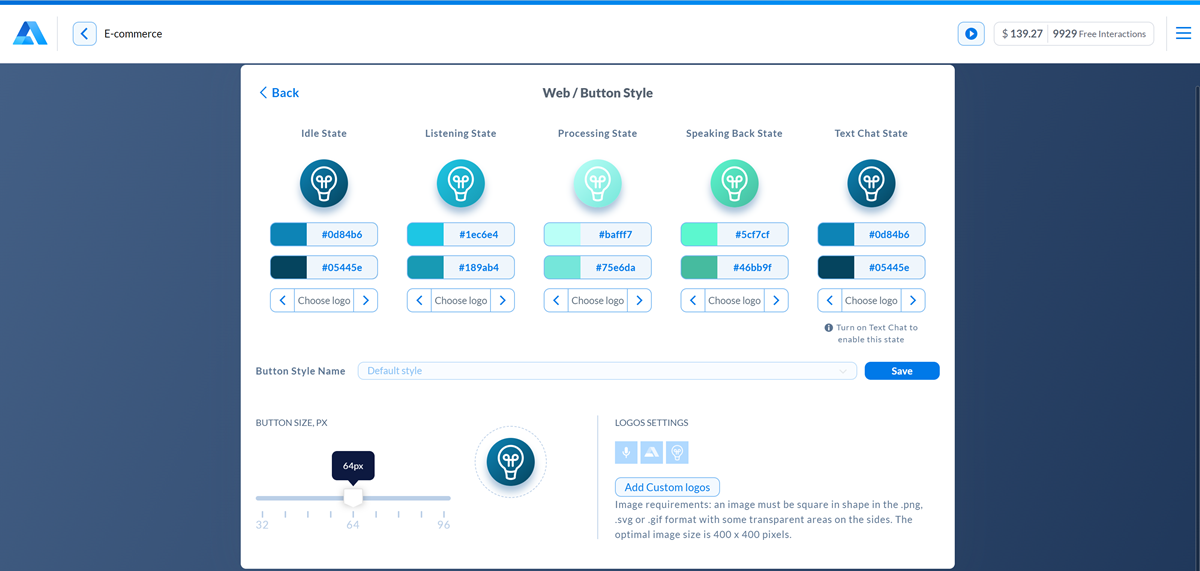 E-commerce
$ 139.27 9929 Free Interactions
Back
Web / Button Style
Idle State
Listening State
Processing State
Speaking Back State
Text Chat State
#0d84b6
#1ec6e4
#bafff7
#5cf7cf
#0d84b6
#05445e
#189ab4
#75e6da
#46bb9f
#05445e
Choose logo
Choose logo
Choose logo
Choose logo
Choose logo
Turn on Text Chat to
enable this state
Button Style Name
Default style
Save
BUTTON SIZE, PX
64px
32
64
96
LOGOS SETTINGS
Add Custom logos
Image requirements: an image must be square in shape in the .png,
.svg or .gif format with some transparent areas on the sides. The
optimal image size is 400 x 400 pixels.